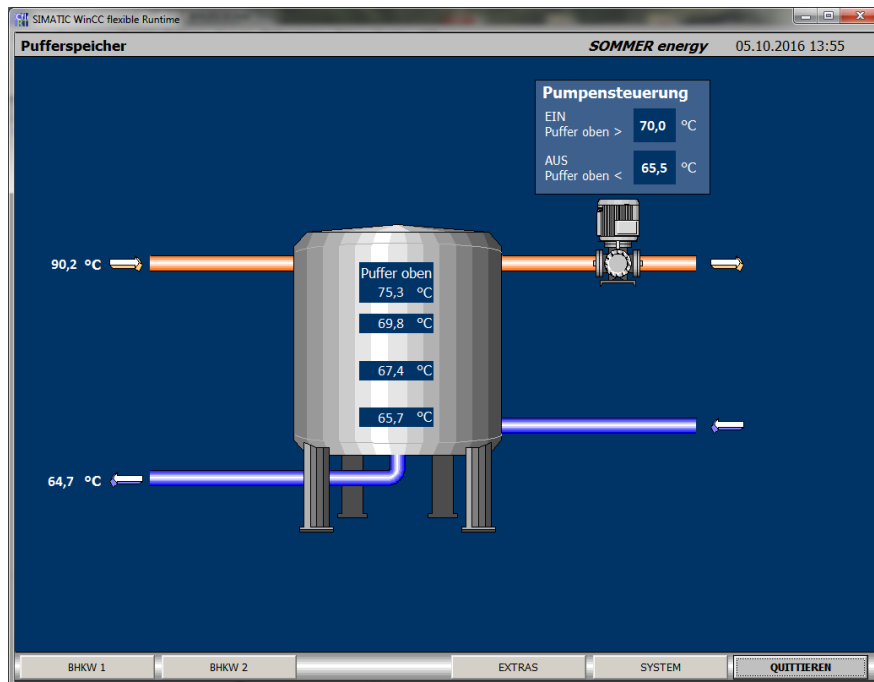 SIMATIC WinCC flexible Runtime
Pufferspeicher
SOMMER energy
05.10.2016 13:55
Pumpensteuerung
EIN
Puffer oben > 70,0 °C
AUS
Puffer oben < 65,5 °C
90,2 °C
Puffer oben
75,3 °C
69,8 °C
67,4 °C
65,7 °C
64,7 °C
BHKW 1
BHKW 2
EXTRAS
SYSTEM
QUITTIEREN